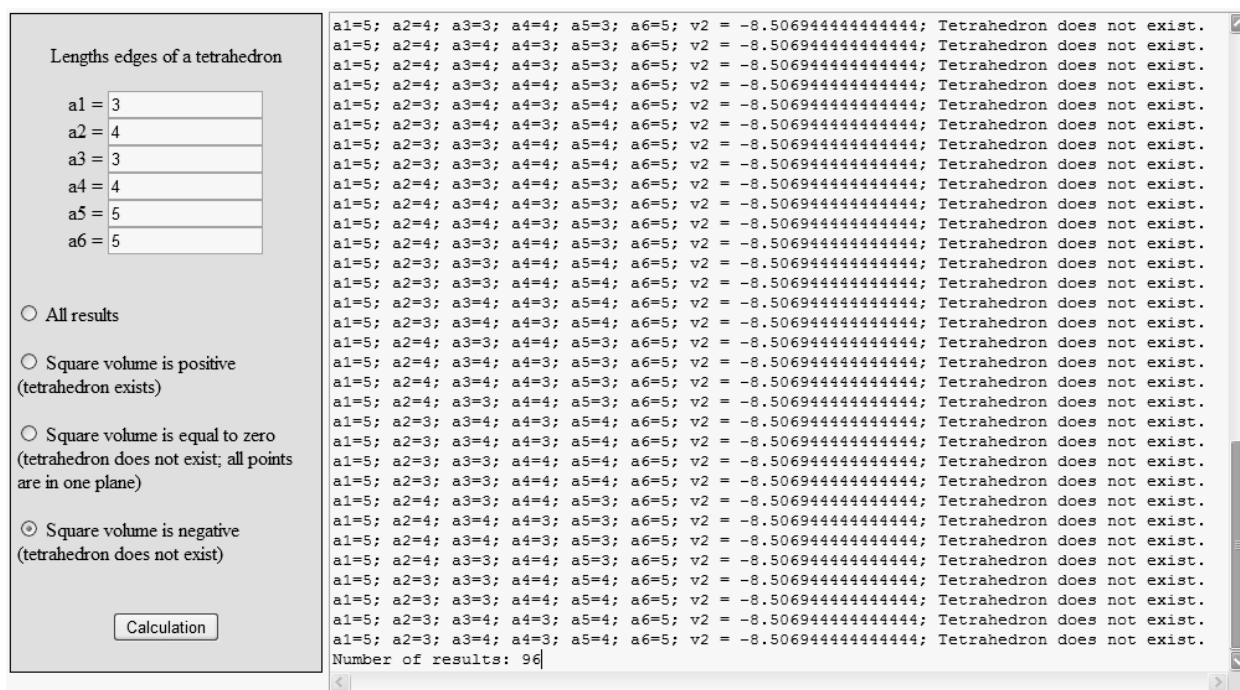 Lengths edges of a tetrahedron
a1 = 3
a2 = 4
a3 = 3
a4 = 4
a5 = 5
a6 = 5
All results
Square volume is positive
(tetrahedron exists)
Square volume is equal to zero
(tetrahedron does not exist; all points
are in one plane)
Square volume is negative
(tetrahedron does not exist)
Calculation
a1=5; a2=4; a3=3; a4=4; a5=3; a6=5; v2 = -8.506944444444444; Tetrahedron does not exist.
a1=5; a2=4; a3=4; a4=3; a5=3; a6=5; v2 = -8.506944444444444; Tetrahedron does not exist.
a1=5; a2=4; a3=4; a4=3; a5=3; a6=5; v2 = -8.506944444444444; Tetrahedron does not exist.
a1=5; a2=4; a3=3; a4=4; a5=3; a6=5; v2 = -8.506944444444444; Tetrahedron does not exist.
a1=5; a2=3; a3=4; a4=3; a5=4; a6=5; v2 = -8.506944444444444; Tetrahedron does not exist.
a1=5; a2=3; a3=4; a4=3; a5=4; a6=5; v2 = -8.506944444444444; Tetrahedron does not exist.
a1=5; a2=3; a3=3; a4=4; a5=4; a6=5; v2 = -8.506944444444444; Tetrahedron does not exist.
a1=5; a2=3; a3=3; a4=4; a5=4; a6=5; v2 = -8.506944444444444; Tetrahedron does not exist.
a1=5; a2=4; a3=3; a4=4; a5=3; a6=5; v2 = -8.506944444444444; Tetrahedron does not exist.
a1=5; a2=4; a3=4; a4=3; a5=3; a6=5; v2 = -8.506944444444444; Tetrahedron does not exist.
a1=5; a2=4; a3=4; a4=3; a5=3; a6=5; v2 = -8.506944444444444; Tetrahedron does not exist.
a1=5; a2=4; a3=3; a4=4; a5=3; a6=5; v2 = -8.506944444444444; Tetrahedron does not exist.
a1=5; a2=3; a3=3; a4=4; a5=4; a6=5; v2 = -8.506944444444444; Tetrahedron does not exist.
a1=5; a2=3; a3=3; a4=4; a5=4; a6=5; v2 = -8.506944444444444; Tetrahedron does not exist.
a1=5; a2=3; a3=4; a4=3; a5=4; a6=5; v2 = -8.506944444444444; Tetrahedron does not exist.
a1=5; a2=3; a3=4; a4=3; a5=4; a6=5; v2 = -8.506944444444444; Tetrahedron does not exist.
a1=5; a2=4; a3=4; a4=3; a5=3; a6=5; v2 = -8.506944444444444; Tetrahedron does not exist.
a1=5; a2=4; a3=3; a4=4; a5=3; a6=5; v2 = -8.506944444444444; Tetrahedron does not exist.
a1=5; a2=4; a3=3; a4=4; a5=3; a6=5; v2 = -8.506944444444444; Tetrahedron does not exist.
a1=5; a2=4; a3=4; a4=3; a5=3; a6=5; v2 = -8.506944444444444; Tetrahedron does not exist.
a1=5; a2=3; a3=4; a4=3; a5=4; a6=5; v2 = -8.506944444444444; Tetrahedron does not exist.
a1=5; a2=3; a3=4; a4=3; a5=4; a6=5; v2 = -8.506944444444444; Tetrahedron does not exist.
a1=5; a2=3; a3=3; a4=4; a5=4; a6=5; v2 = -8.506944444444444; Tetrahedron does not exist.
a1=5; a2=3; a3=3; a4=4; a5=4; a6=5; v2 = -8.506944444444444; Tetrahedron does not exist.
a1=5; a2=4; a3=3; a4=4; a5=3; a6=5; v2 = -8.506944444444444; Tetrahedron does not exist.
a1=5; a2=4; a3=4; a4=3; a5=3; a6=5; v2 = -8.506944444444444; Tetrahedron does not exist.
a1=5; a2=4; a3=4; a4=3; a5=3; a6=5; v2 = -8.506944444444444; Tetrahedron does not exist.
a1=5; a2=4; a3=3; a4=4; a5=3; a6=5; v2 = -8.506944444444444; Tetrahedron does not exist.
a1=5; a2=3; a3=3; a4=4; a5=4; a6=5; v2 = -8.506944444444444; Tetrahedron does not exist.
a1=5; a2=3; a3=3; a4=4; a5=4; a6=5; v2 = -8.506944444444444; Tetrahedron does not exist.
a1=5; a2=3; a3=4; a4=3; a5=4; a6=5; v2 = -8.506944444444444; Tetrahedron does not exist.
a1=5; a2=3; a3=4; a4=3; a5=4; a6=5; v2 = -8.506944444444444; Tetrahedron does not exist.
Number of results: 96